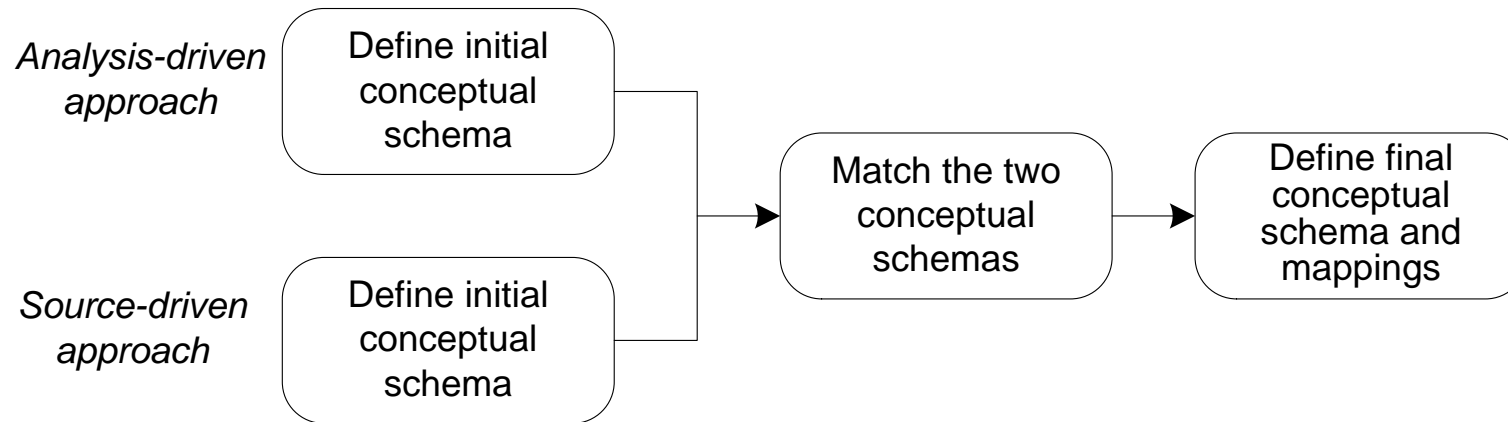 Analysis-driven
approach
Define initial
conceptual
schema
Source-driven
approach
Define initial
conceptual
schema
Match the two
conceptual
schemas
Define final
conceptual
schema and
mappings